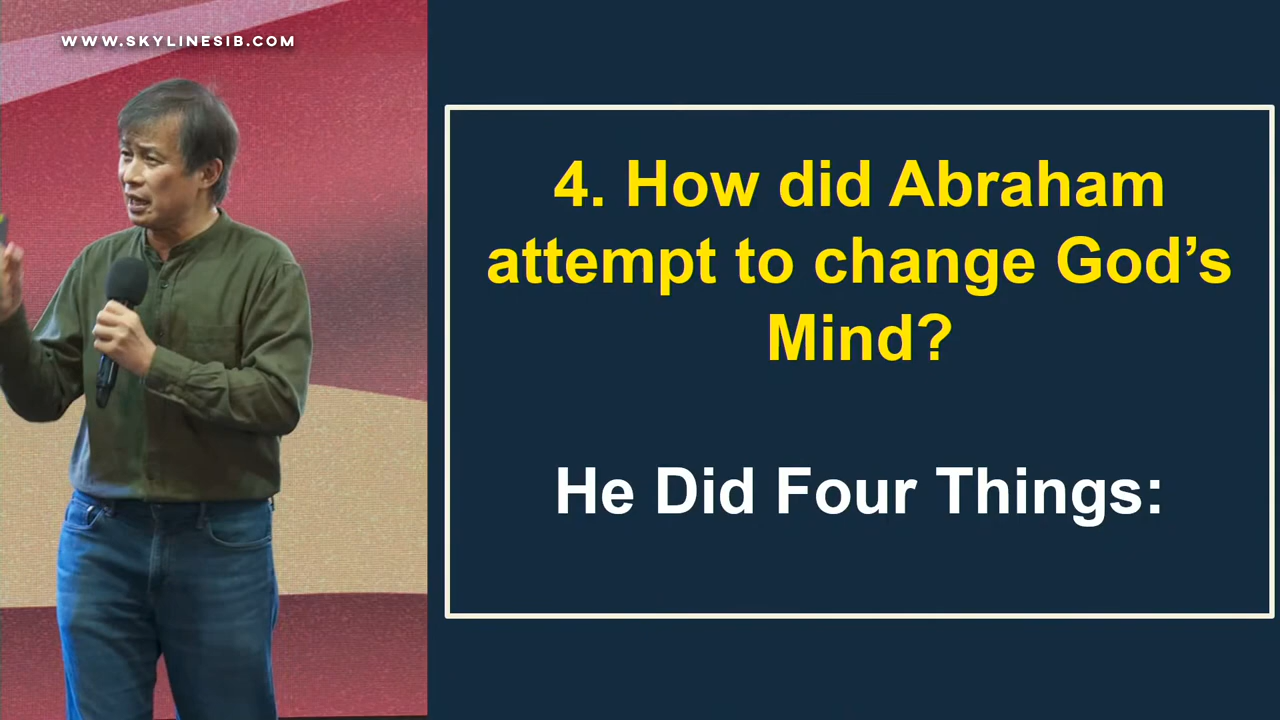 WWW.SKYLINESIB.COM
4. How did Abraham
attempt to change God’s
Mind?
He Did Four Things: